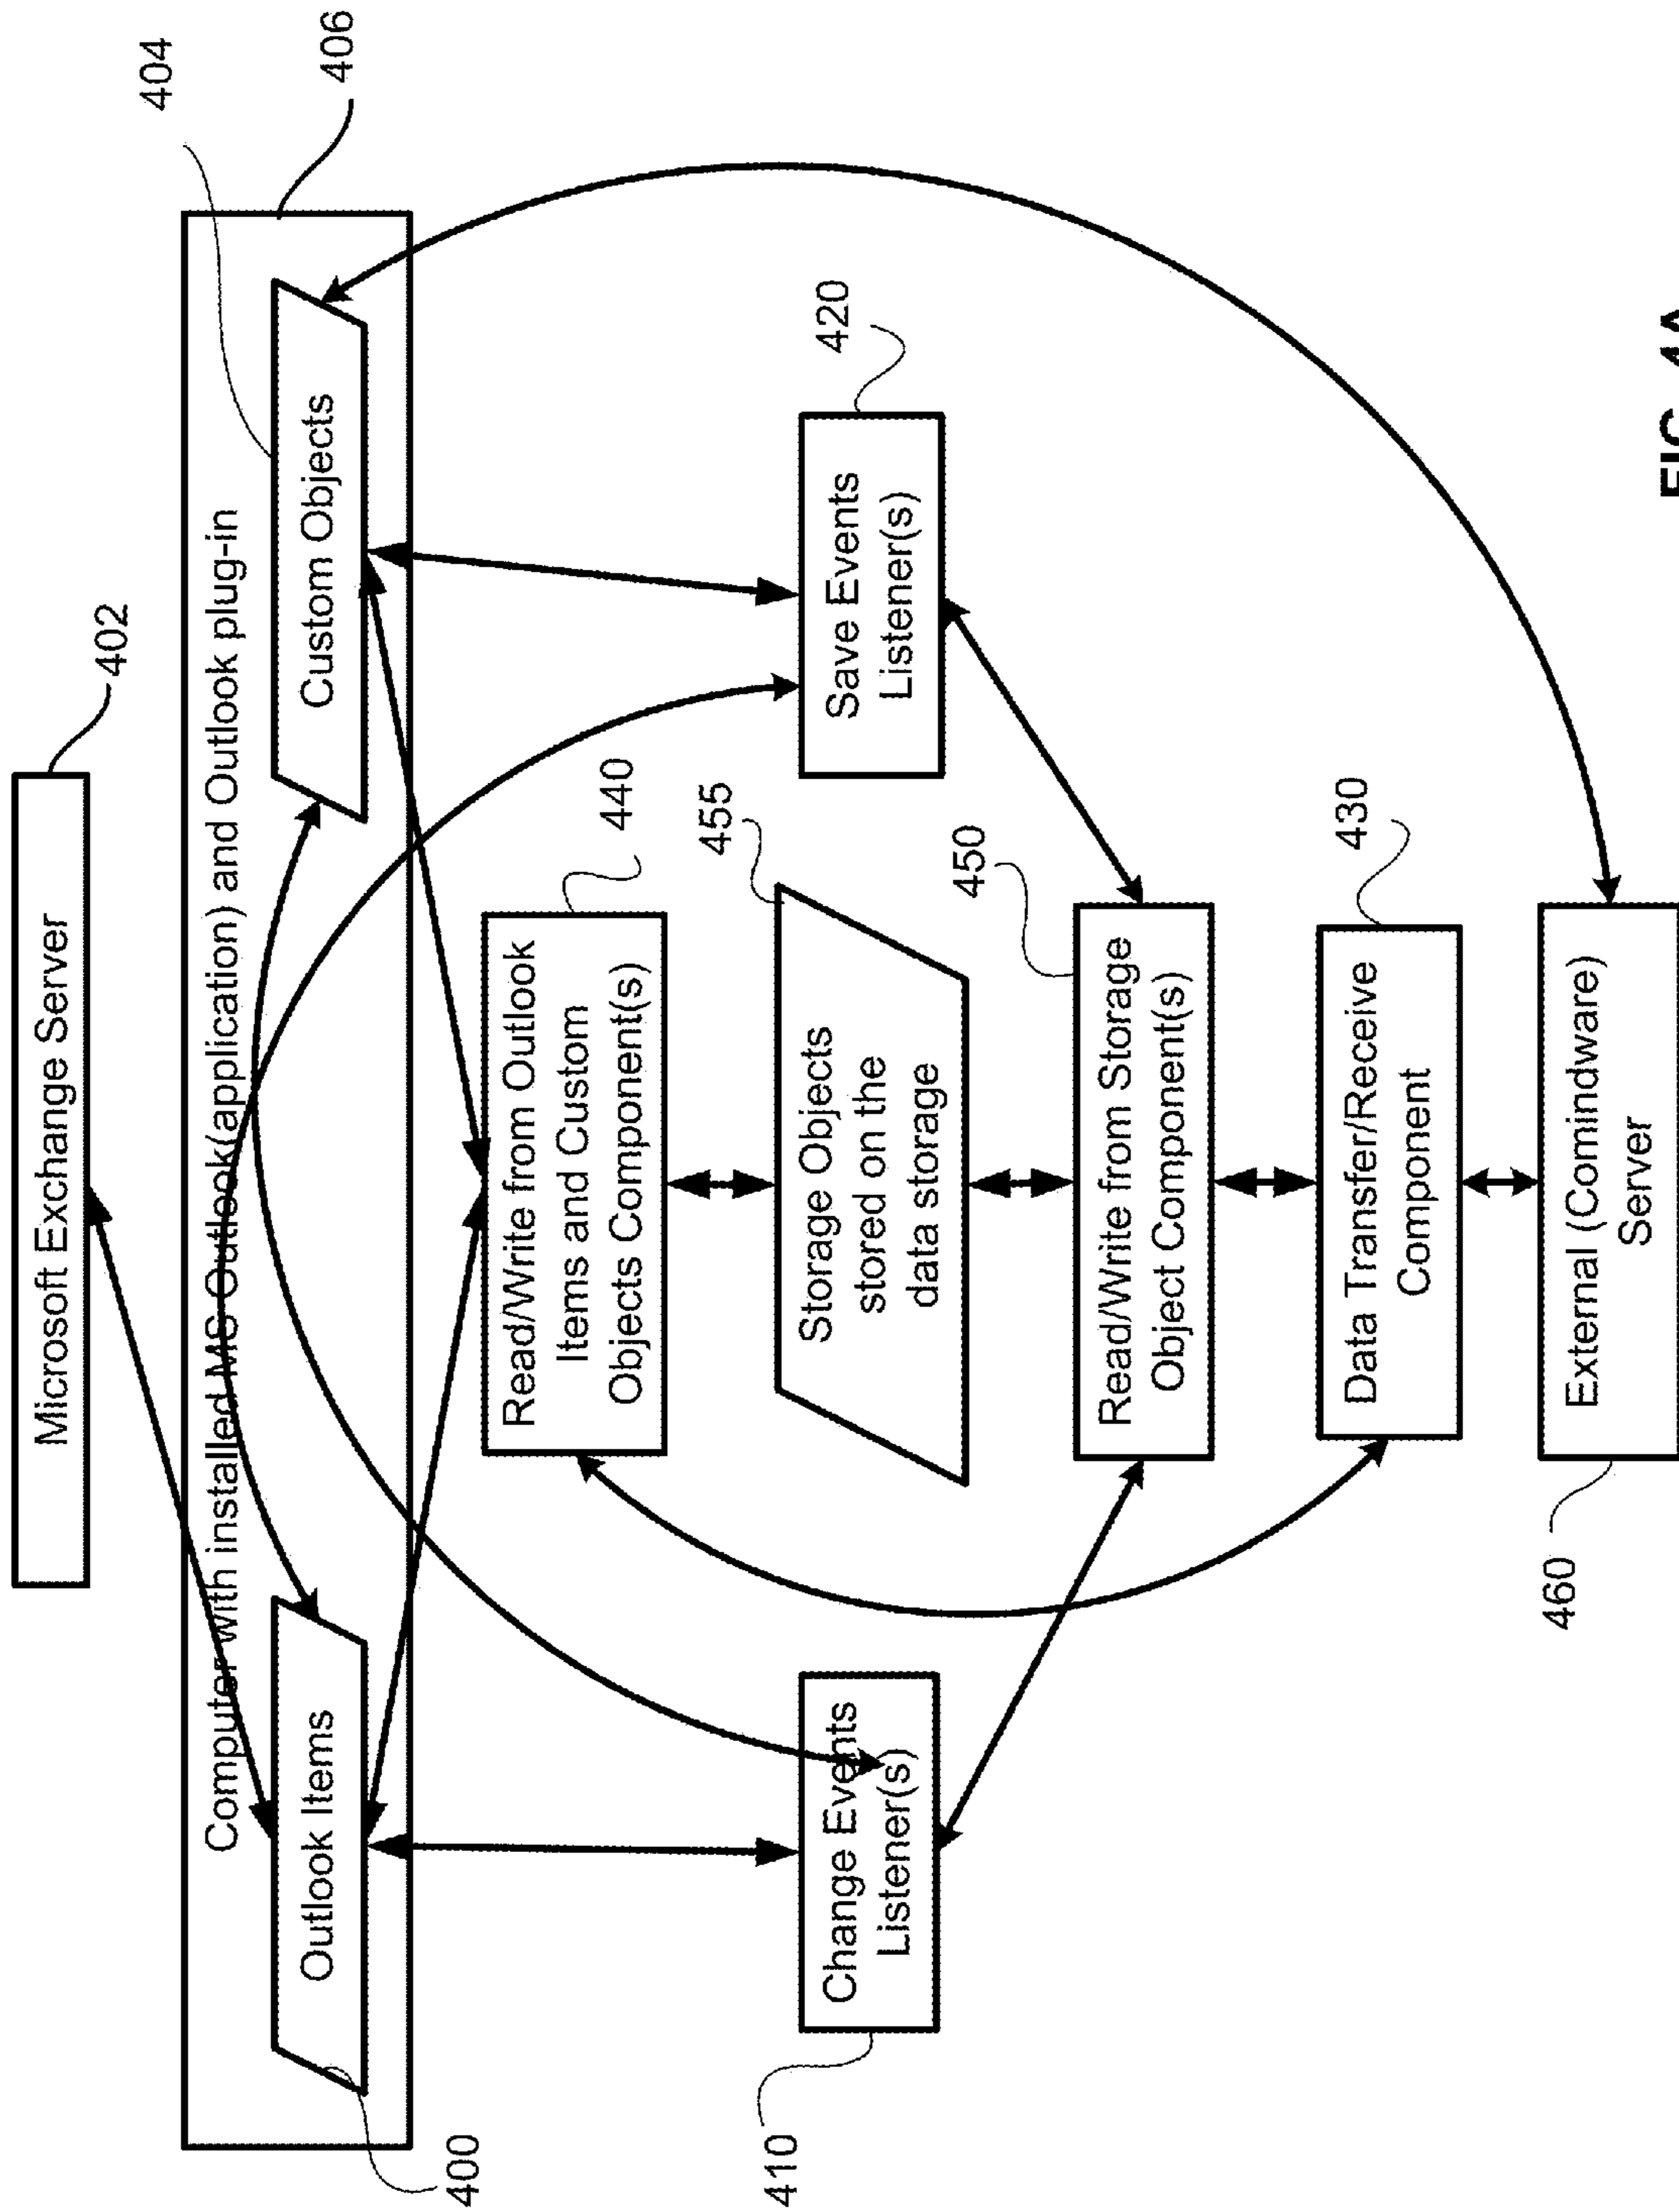 Microsoft Exchange Server
402
404
406
Computer with installed MS Outlook(application) and Outlook plug-in
Outlook Items
Custom Objects
400
Read/Write from Outlook
Items and Custom
Objects Component(s)
440
410
Change Events
Listener(s)
Storage Objects
stored on the
data storage
455
Save Events
Listener(s)
420
Read/Write from Storage
Object Component(s)
450
Data Transfer/Receive
Component
430
460
External (Comindware)
Server
FIG. 4A